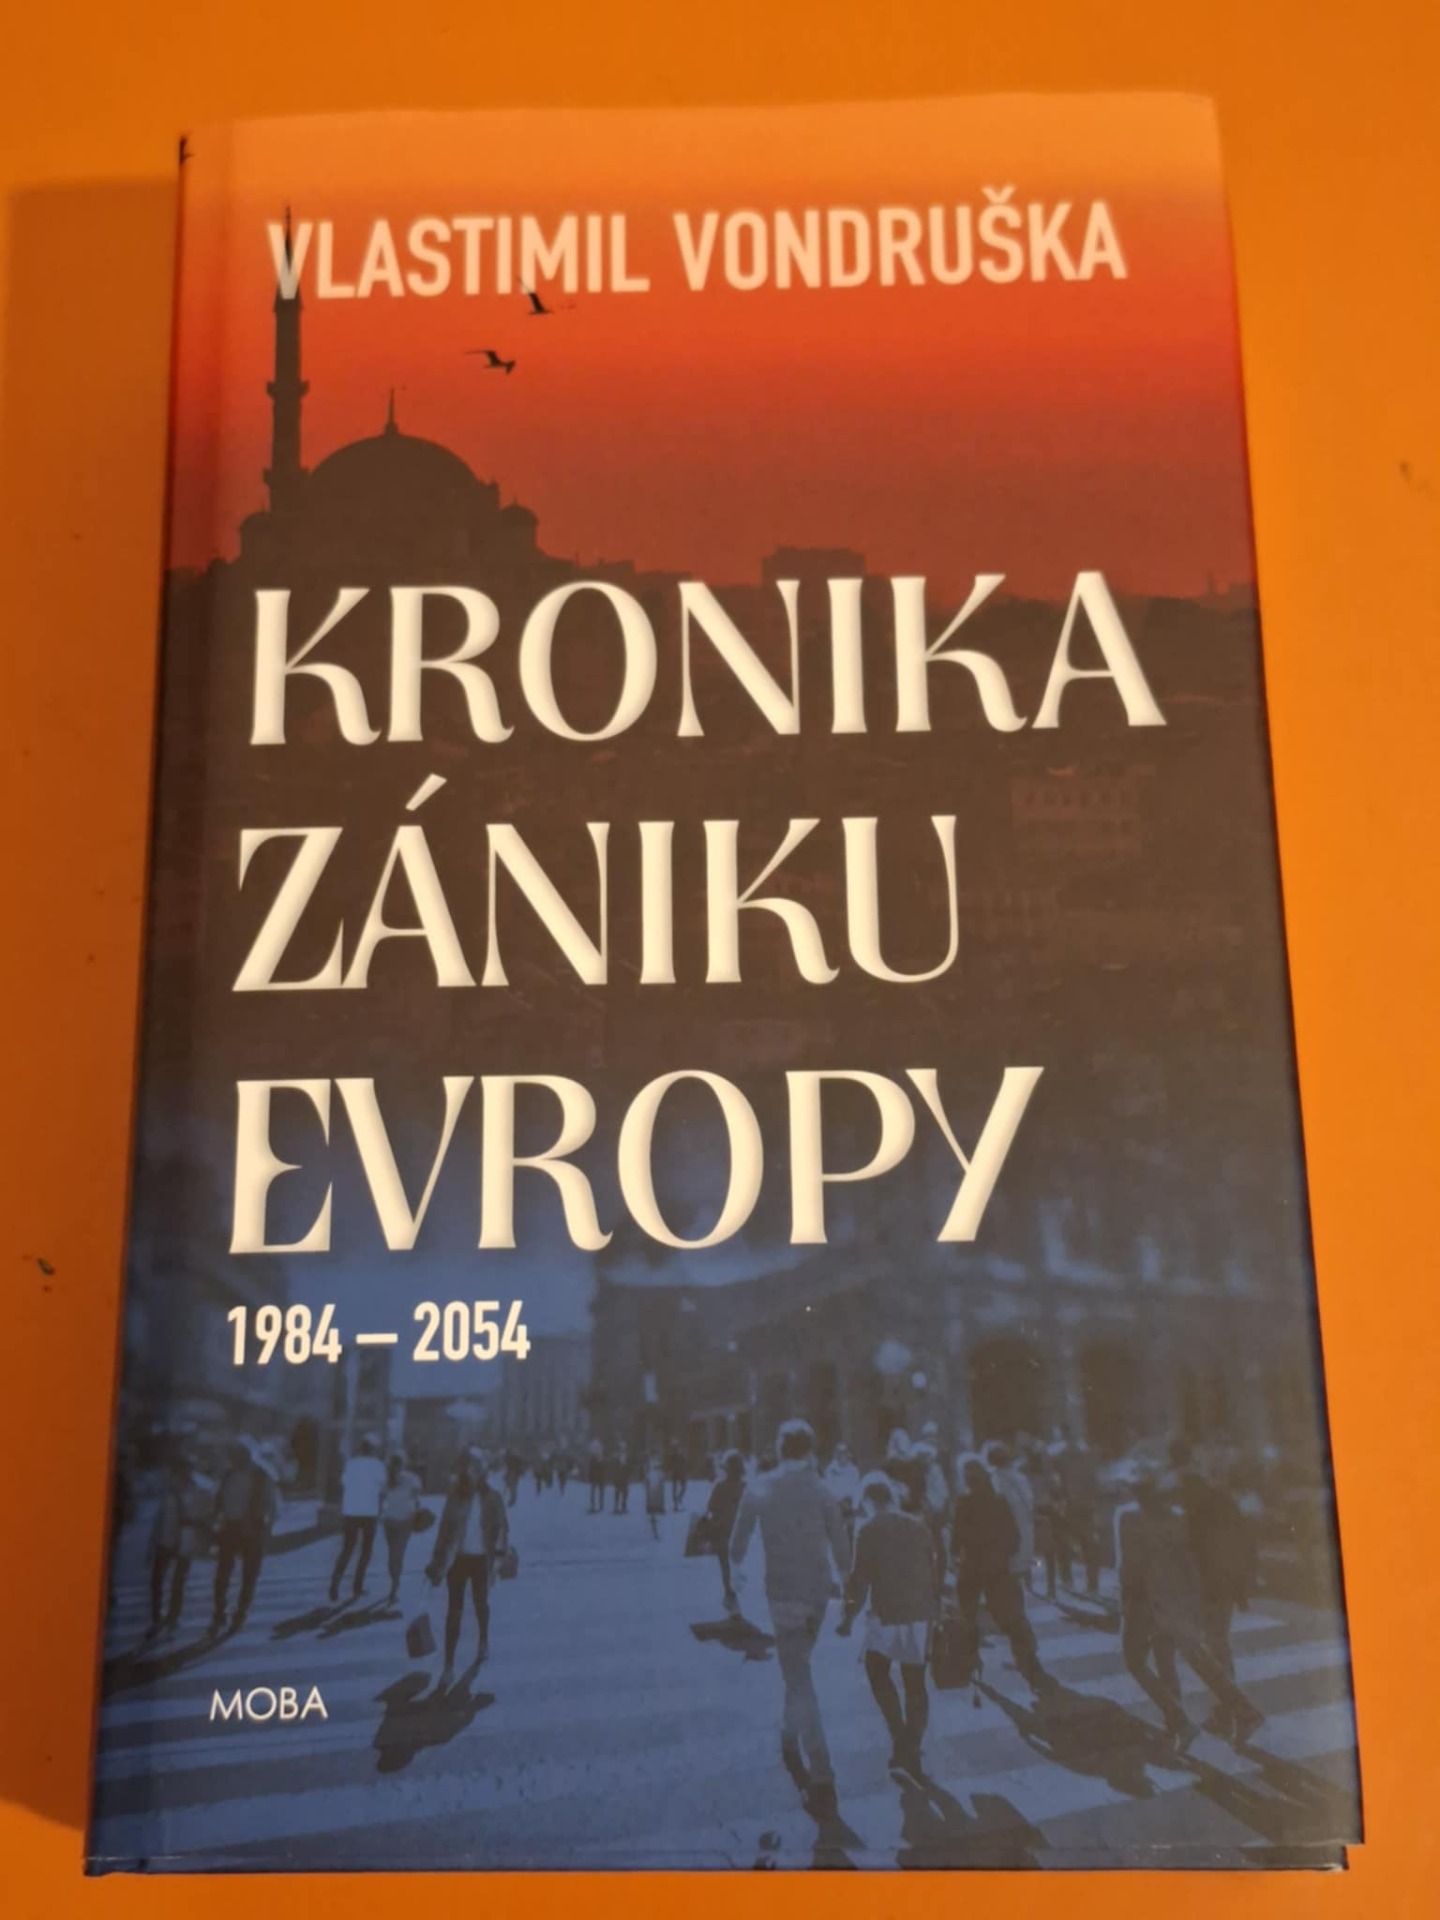 VLASTIMIL VONDRUŠKA
KRONIKA
ZÁNIKU
EVROPY
1984 – 2054
MOBA